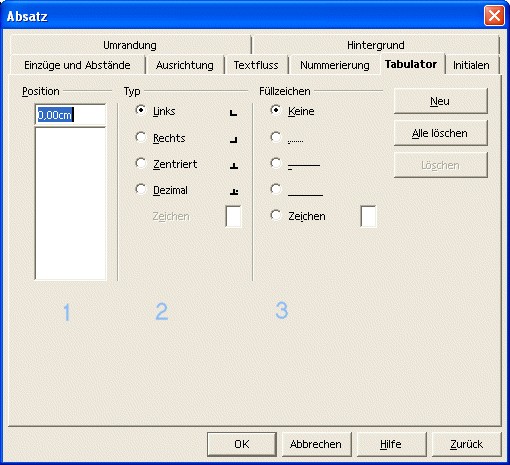 Absatz
Umrandung Hintergrund
Einzüge und Abstände Ausrichtung Textfluss Nummerierung Tabulator Initialen
Position Typ Füllzeichen
0,00cm Links Keine Neu
Rechts ........ Alle löschen
Zentriert Löschen
Dezimal
Zeichen Zeichen
1 2 3
OK Abbrechen Hilfe Zurück